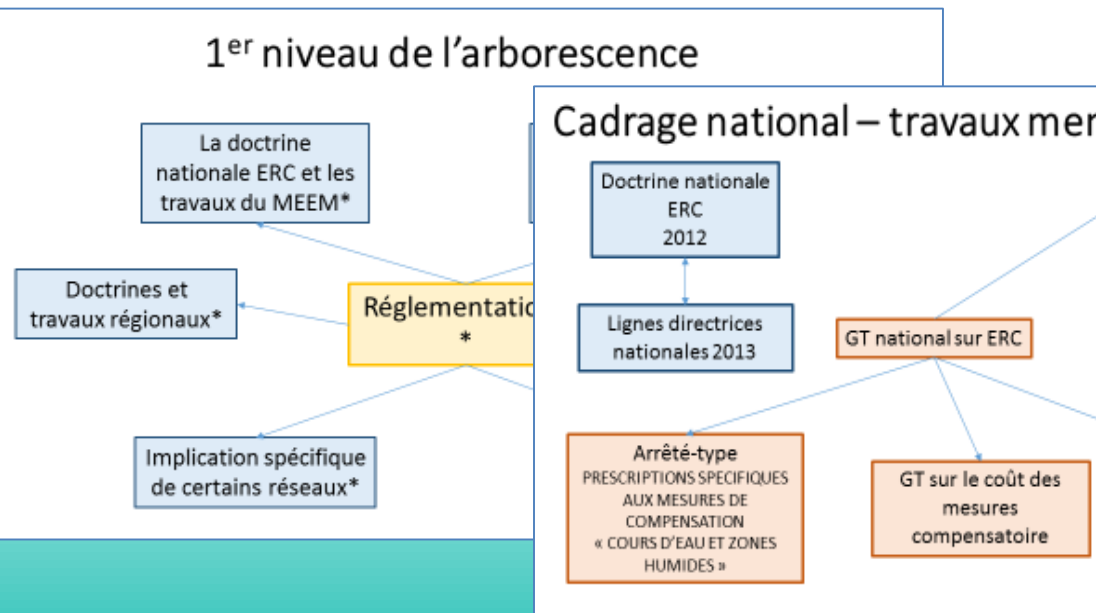 1er niveau de l'arborescence
La doctrine
nationale ERC et les
travaux du MEEM*
Doctrines et
travaux régionaux*
Réglementatio
*
Implication spécifique
de certains réseaux*
Cadrage national – travaux mer
Doctrine nationale
ERC
2012
Lignes directrices
nationales 2013
GT national sur ERC
Arrêté-type
PRESCRIPTIONS SPECIFIQUES
AUX MESURES DE
COMPENSATION
« COURS D'EAU ET ZONES
HUMIDES »
GT sur le coût des
mesures
compensatoire